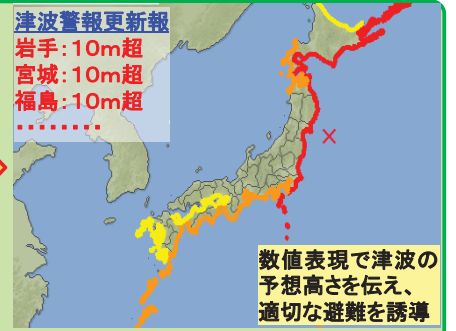 津波警報更新報
岩手：10m超
宮城：10m超
福島：10m超
………
数値表現で津波の
予想高さを伝え、
適切な避難を誘導